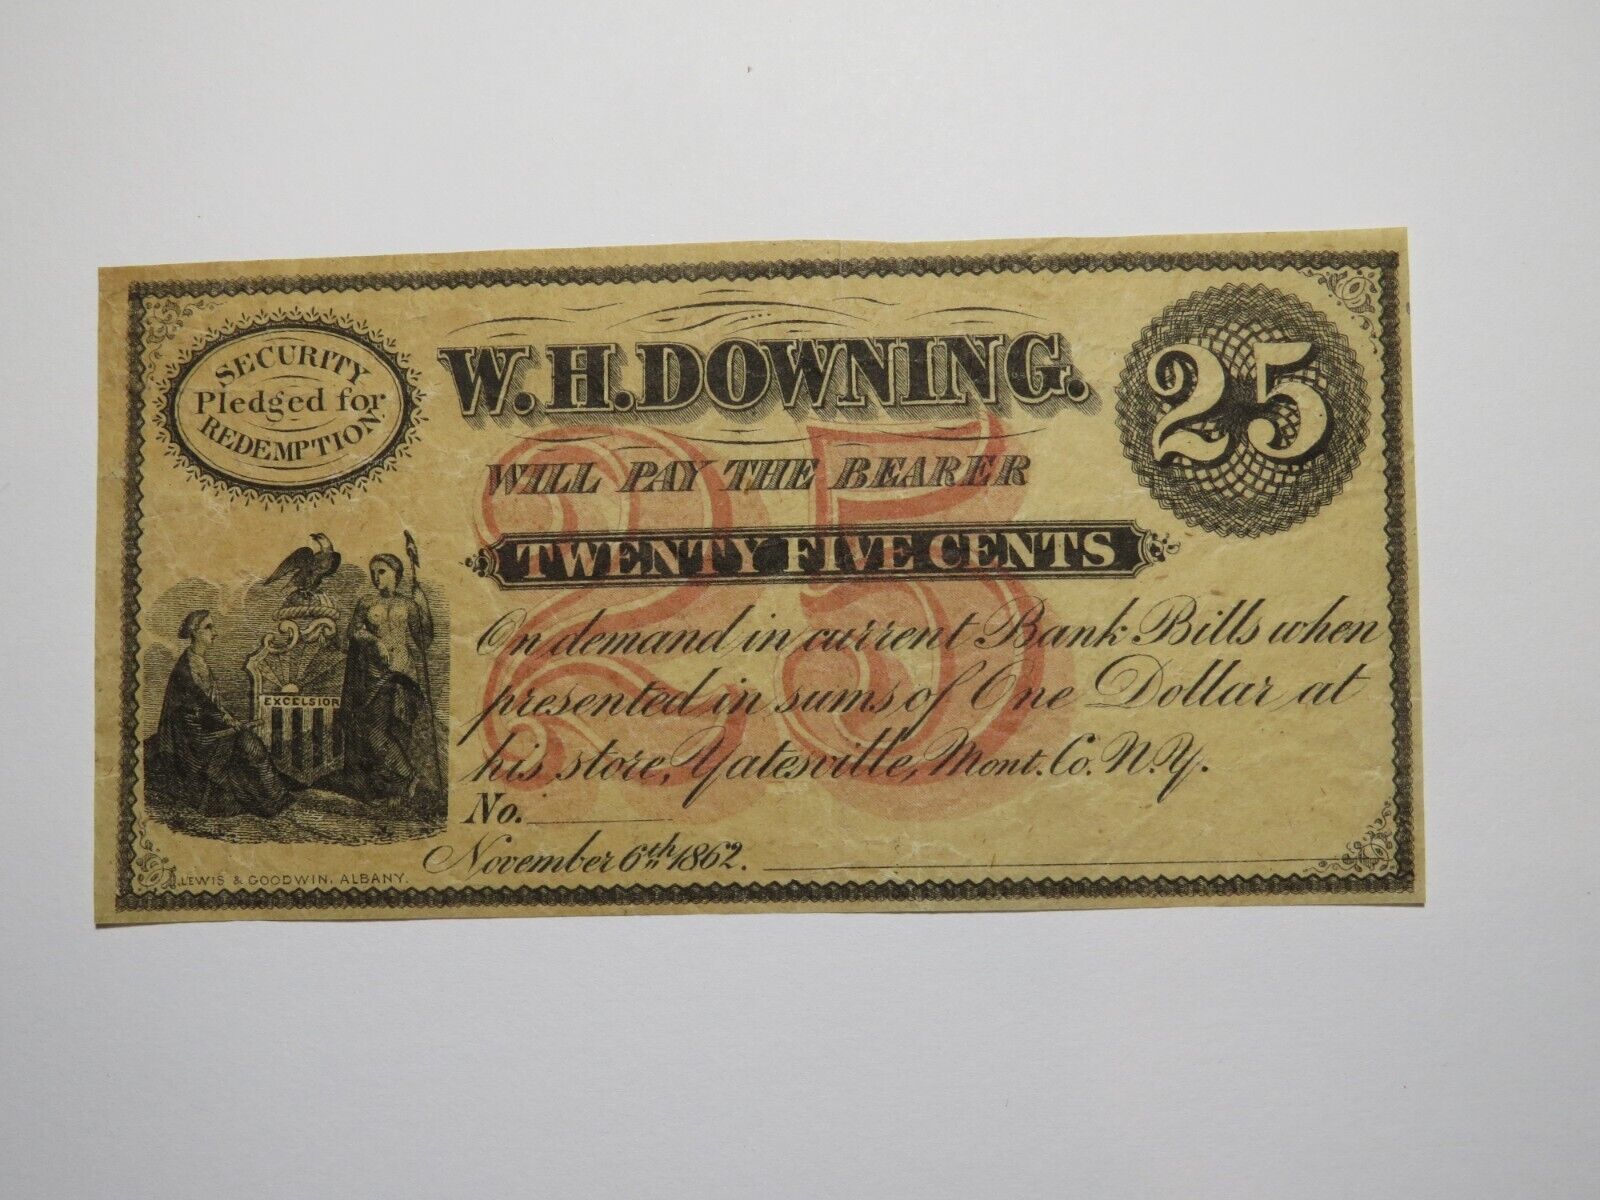 SECURITY
Pledged for
REDEMPTION.
W. H. DOWNING.
25
WILL PAY THE BEARER
25
TWENTY FIVE CENTS
On demand in current Bank Bills when
presented in sums of One Dollar at
his store, Yatesville, Mont. Co. N.Y.
EXCELSIOR
No.
November 6th 1862.
LEWIS & GOODWIN, ALBANY.